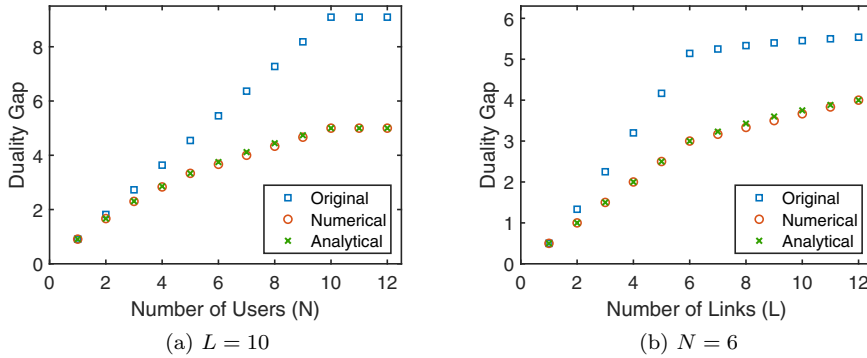 Duality Gap
8
6
4
2
0
Original
Numerical
Analytical
0 2 4 6 8 10 12
Number of Users (N)
(a) L = 10
Duality Gap
6
5
4
3
2
1
0
Original
Numerical
Analytical
0 2 4 6 8 10 12
Number of Links (L)
(b) N = 6